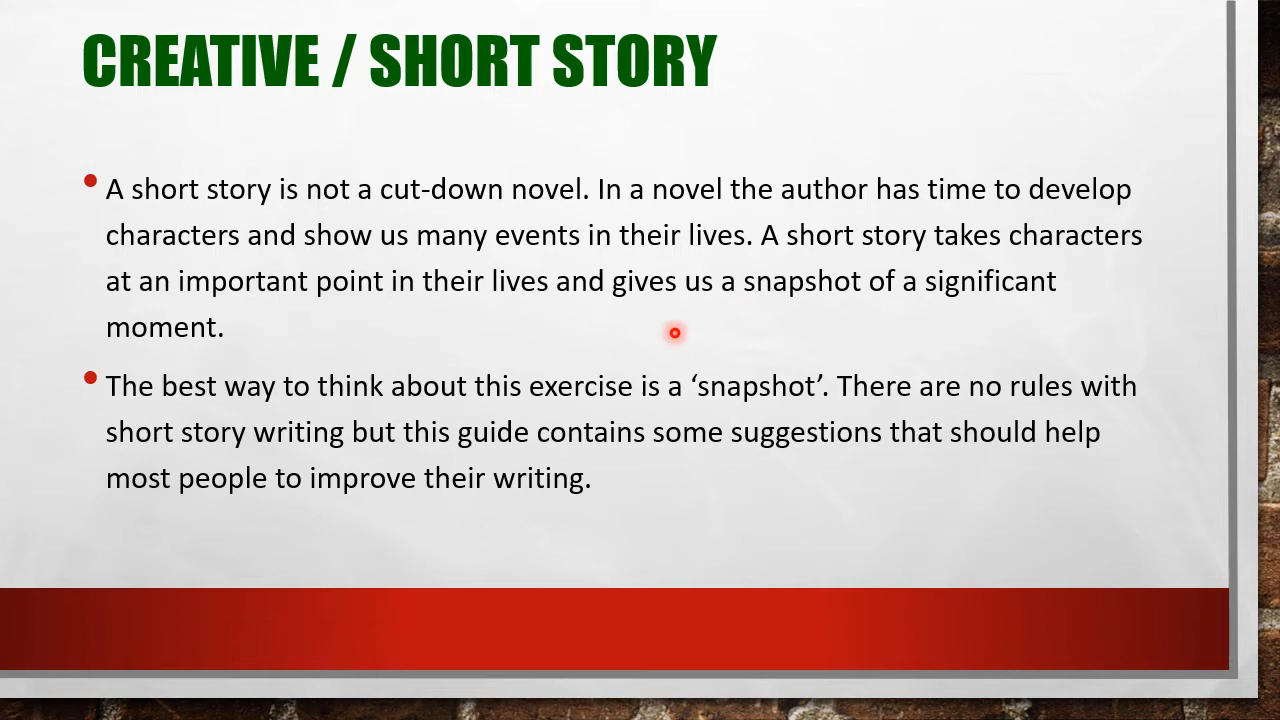 CREATIVE / SHORT STORY
A short story is not a cut-down novel. In a novel the author has time to develop
characters and show us many events in their lives. A short story takes characters
at an important point in their lives and gives us a snapshot of a significant
moment.
The best way to think about this exercise is a ‘snapshot’. There are no rules with
short story writing but this guide contains some suggestions that should help
most people to improve their writing.